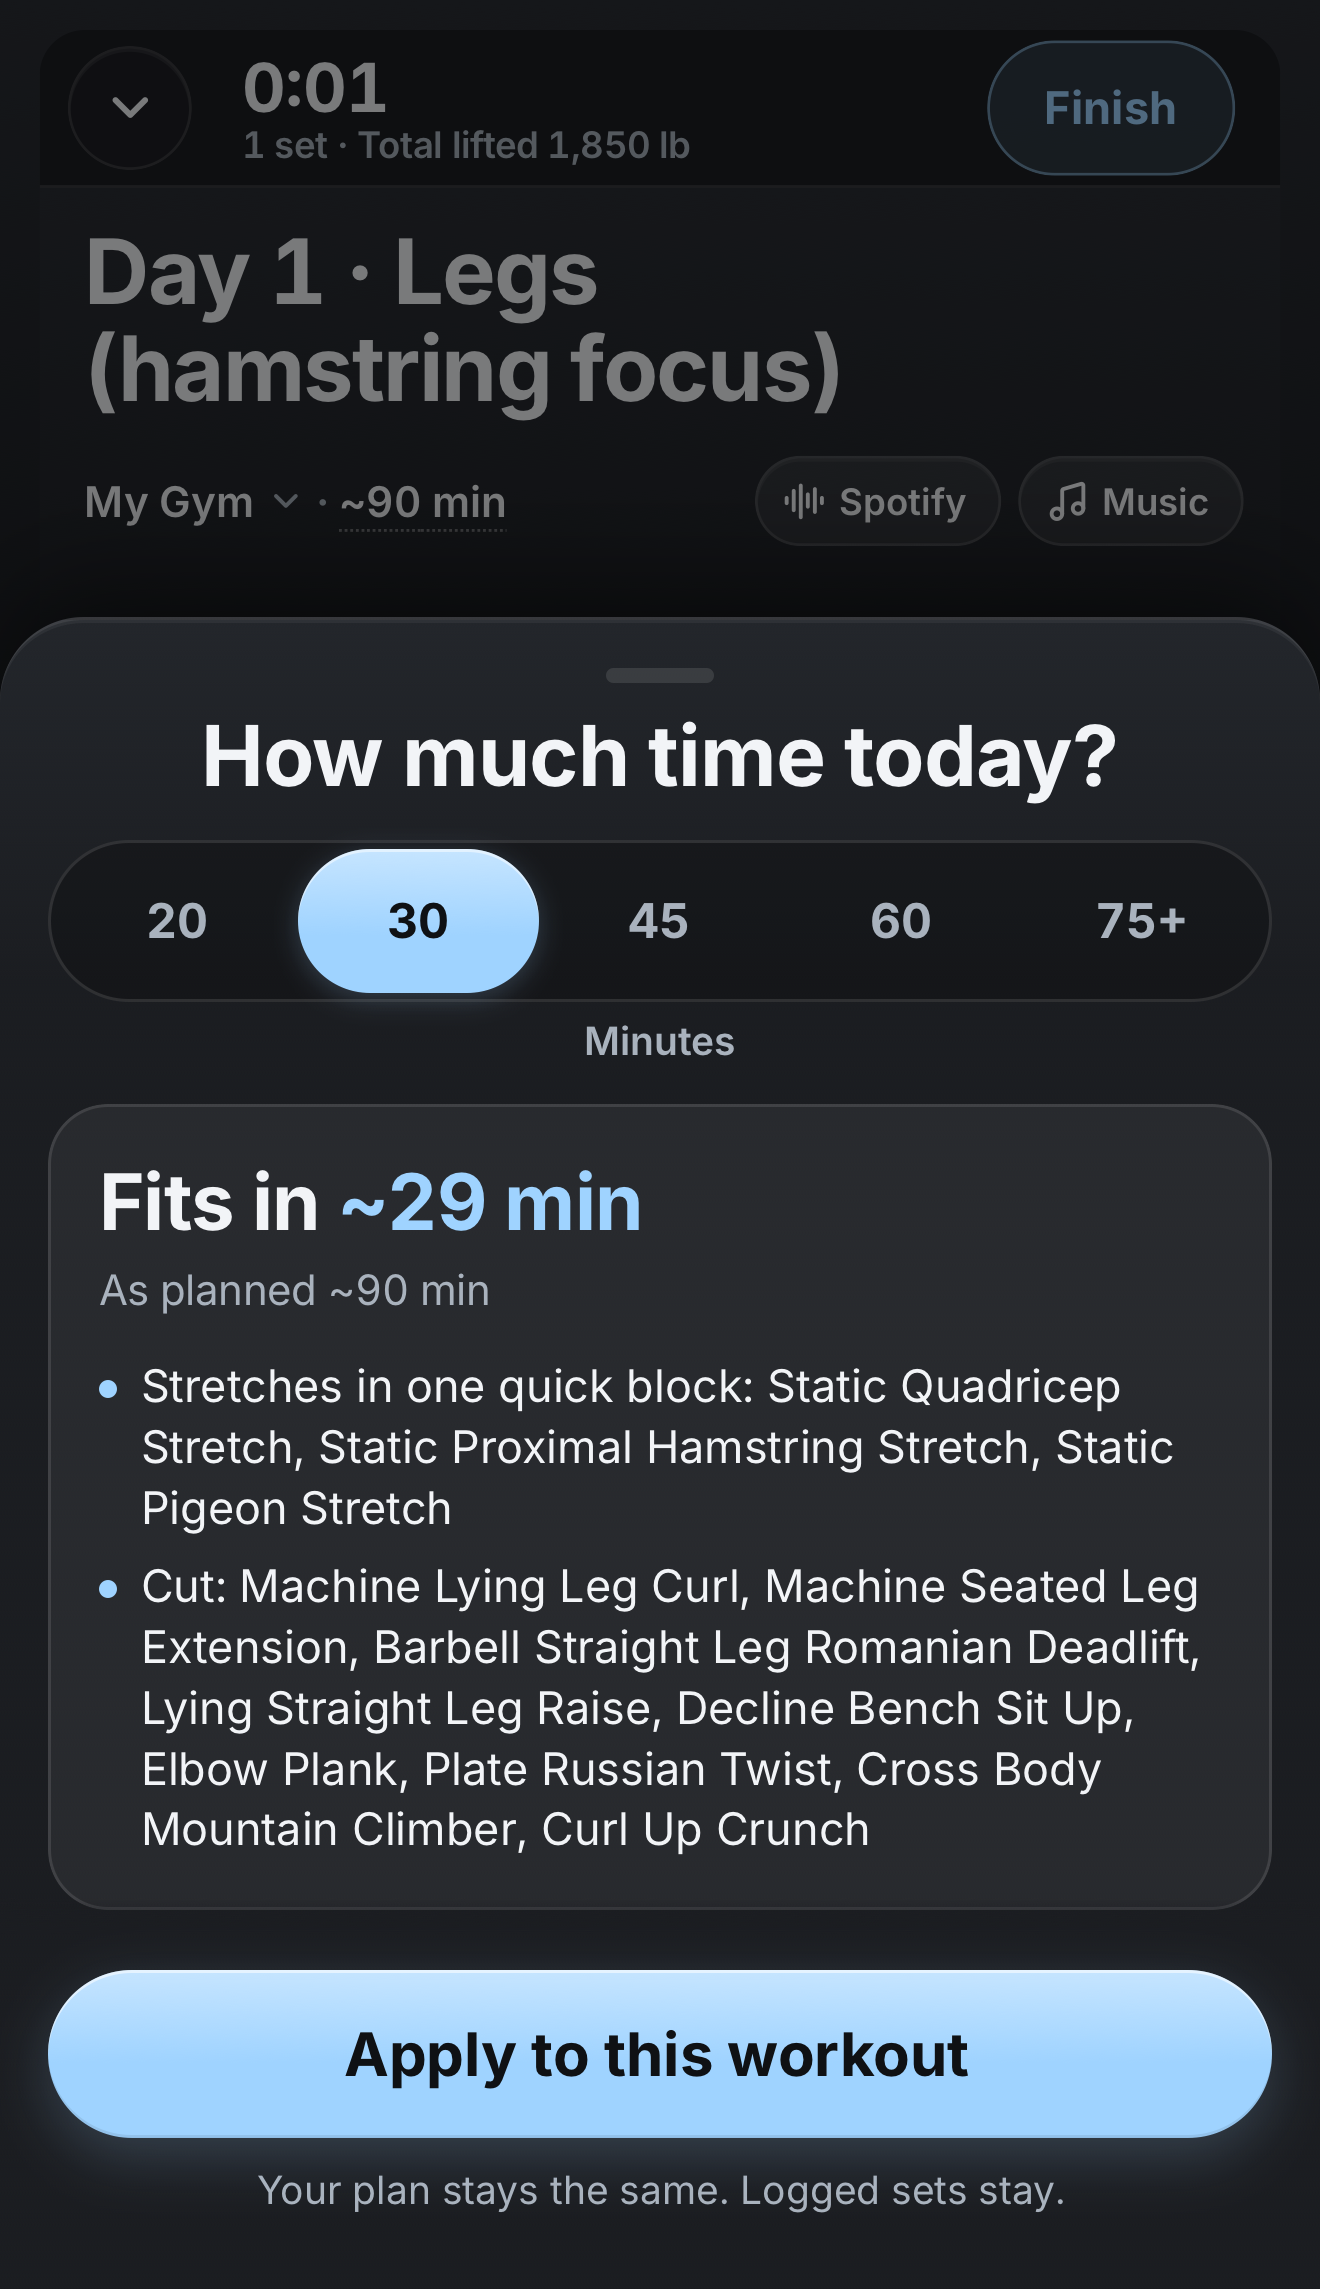 0:01
1 set · Total lifted 1,850 lb
Finish
Day 1 · Legs
(hamstring focus)
My Gym · ~90 min
Spotify
Music
How much time today?
20 30 45 60 75+
Minutes
Fits in ~29 min
As planned ~90 min
• Stretches in one quick block: Static Quadricep
Stretch, Static Proximal Hamstring Stretch, Static
Pigeon Stretch
• Cut: Machine Lying Leg Curl, Machine Seated Leg
Extension, Barbell Straight Leg Romanian Deadlift,
Lying Straight Leg Raise, Decline Bench Sit Up,
Elbow Plank, Plate Russian Twist, Cross Body
Mountain Climber, Curl Up Crunch
Apply to this workout
Your plan stays the same. Logged sets stay.